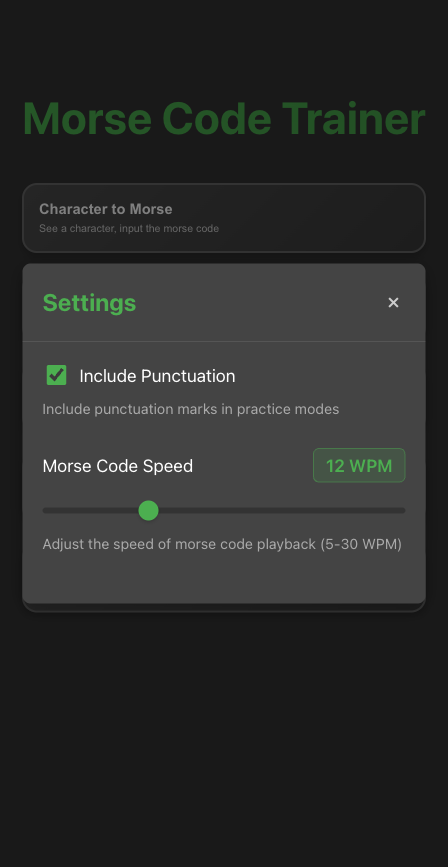 Morse Code Trainer
Character to Morse
See a character, input the morse code
Settings
×
Include Punctuation
Include punctuation marks in practice modes
Morse Code Speed
12 WPM
Adjust the speed of morse code playback (5-30 WPM)